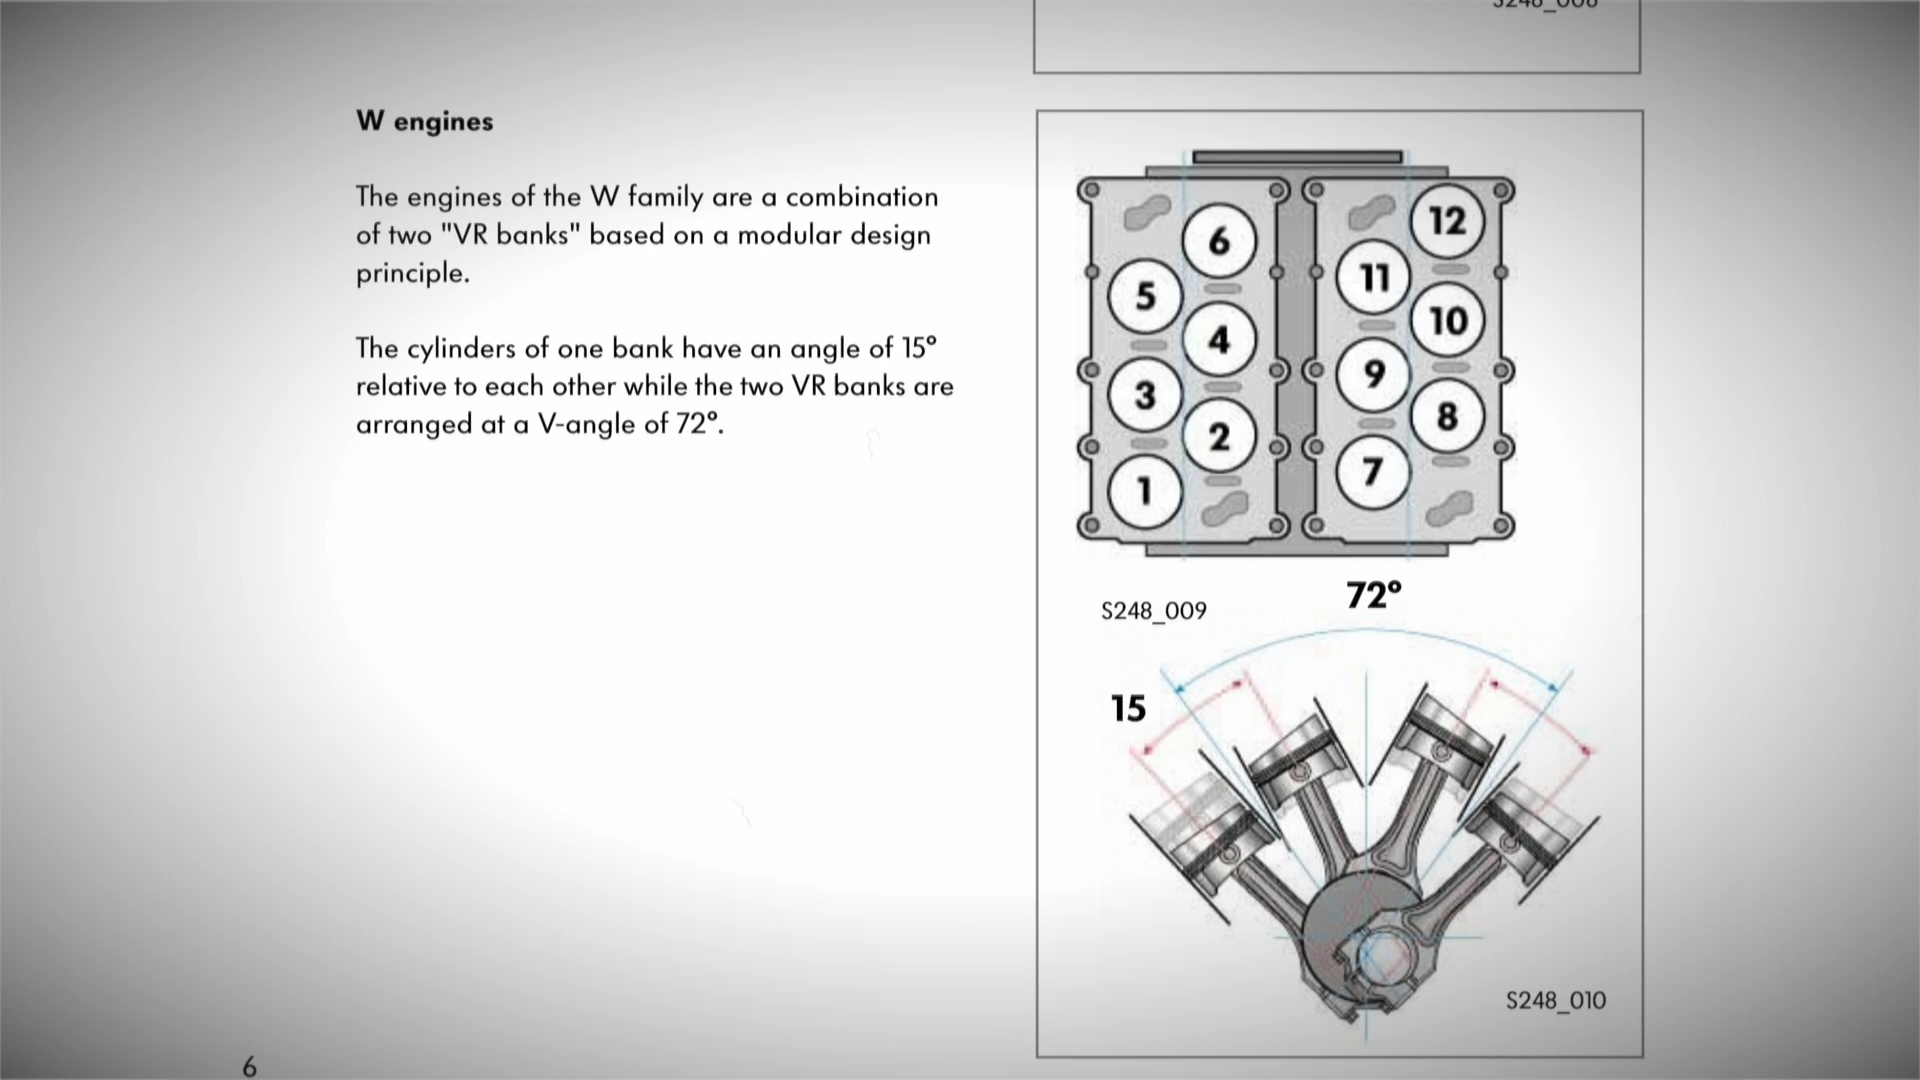 S248_008
W engines
The engines of the W family are a combination
of two "VR banks" based on a modular design
principle.
The cylinders of one bank have an angle of 15°
relative to each other while the two VR banks are
arranged at a V-angle of 72°.
12
6
11
5
10
4
9
3
8
2
7
1
72°
S248_009
15
S248_010
6